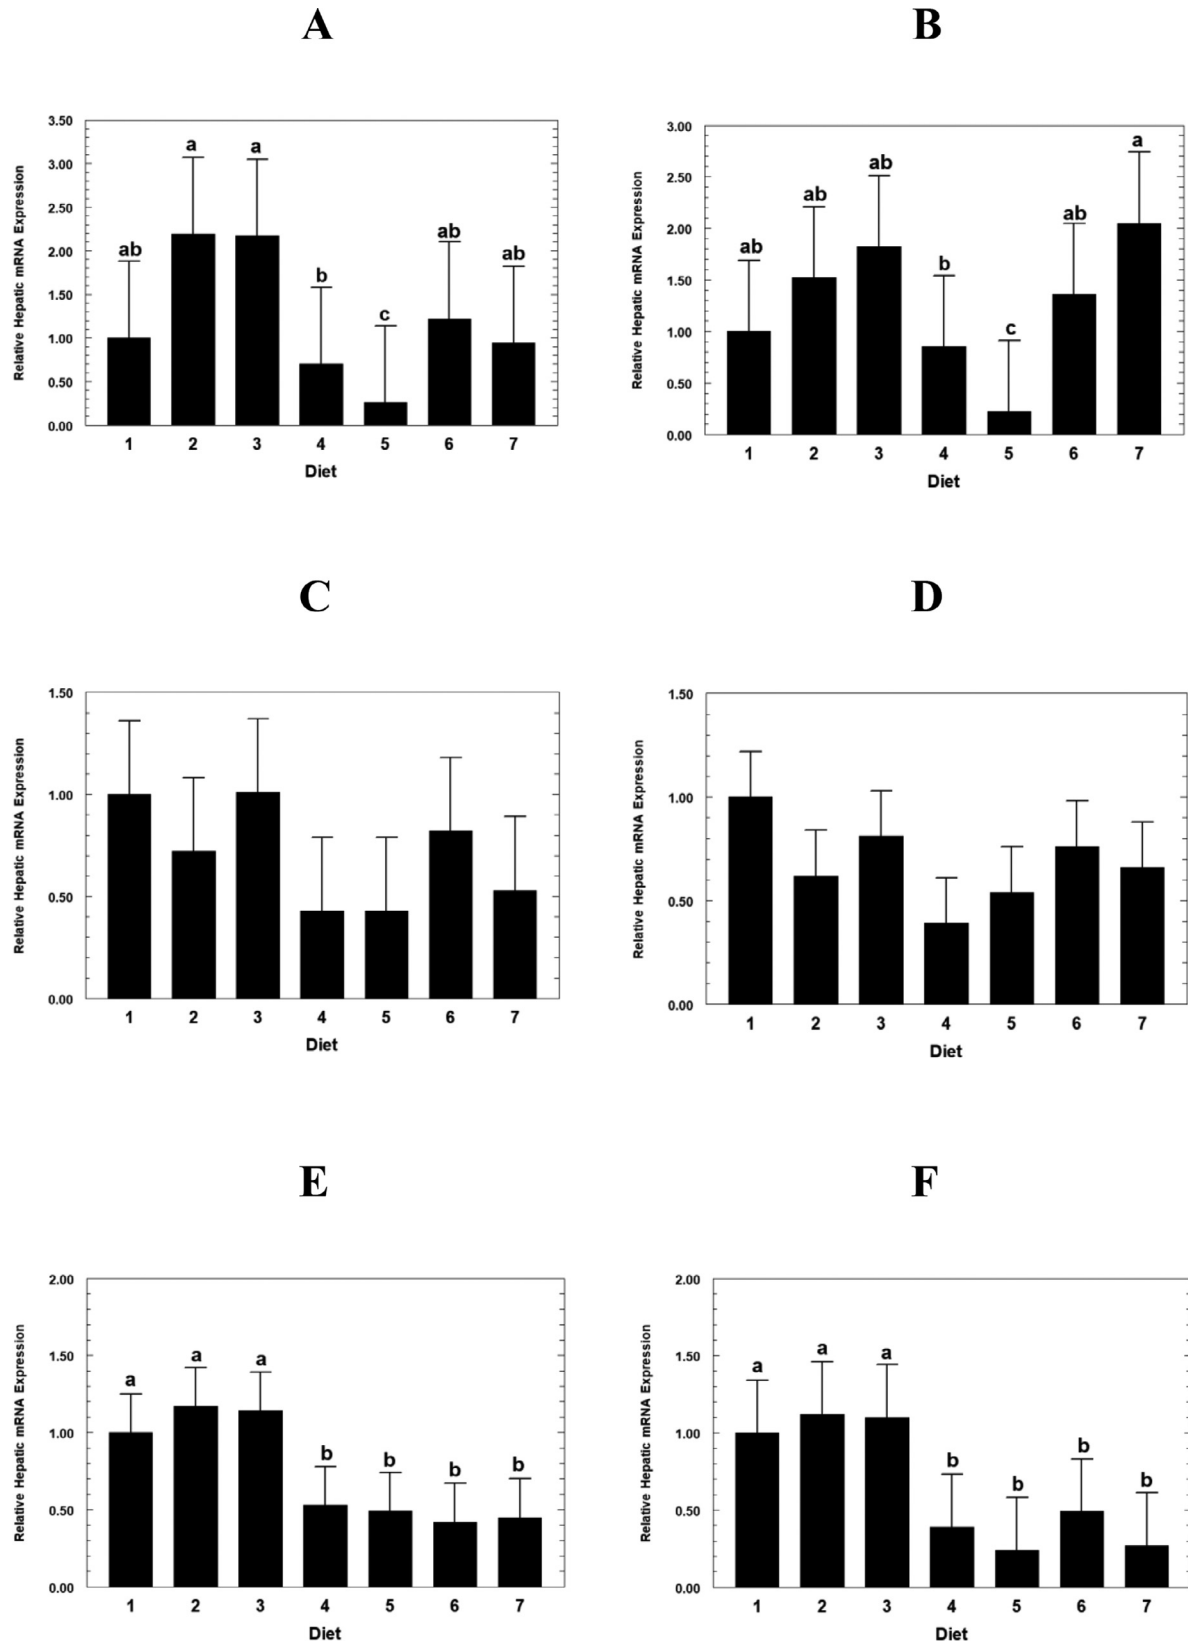 A
Relative Hepatic mRNA Expression
3.50
3.00
2.50
2.00
1.50
1.00
0.50
0.00
ab a a b c ab ab
1 2 3 4 5 6 7
Diet
B
Relative Hepatic mRNA Expression
3.00
2.50
2.00
1.50
1.00
0.50
0.00
ab ab ab b c ab a
1 2 3 4 5 6 7
Diet
C
Relative Hepatic mRNA Expression
1.50
1.00
0.50
0.00
1 2 3 4 5 6 7
Diet
D
Relative Hepatic mRNA Expression
1.50
1.00
0.50
0.00
1 2 3 4 5 6 7
Diet
E
Relative Hepatic mRNA Expression
2.00
1.50
1.00
0.50
0.00
a a a b b b b
1 2 3 4 5 6 7
Diet
F
Relative Hepatic mRNA Expression
2.00
1.50
1.00
0.50
0.00
a a a b b b b
1 2 3 4 5 6 7
Diet